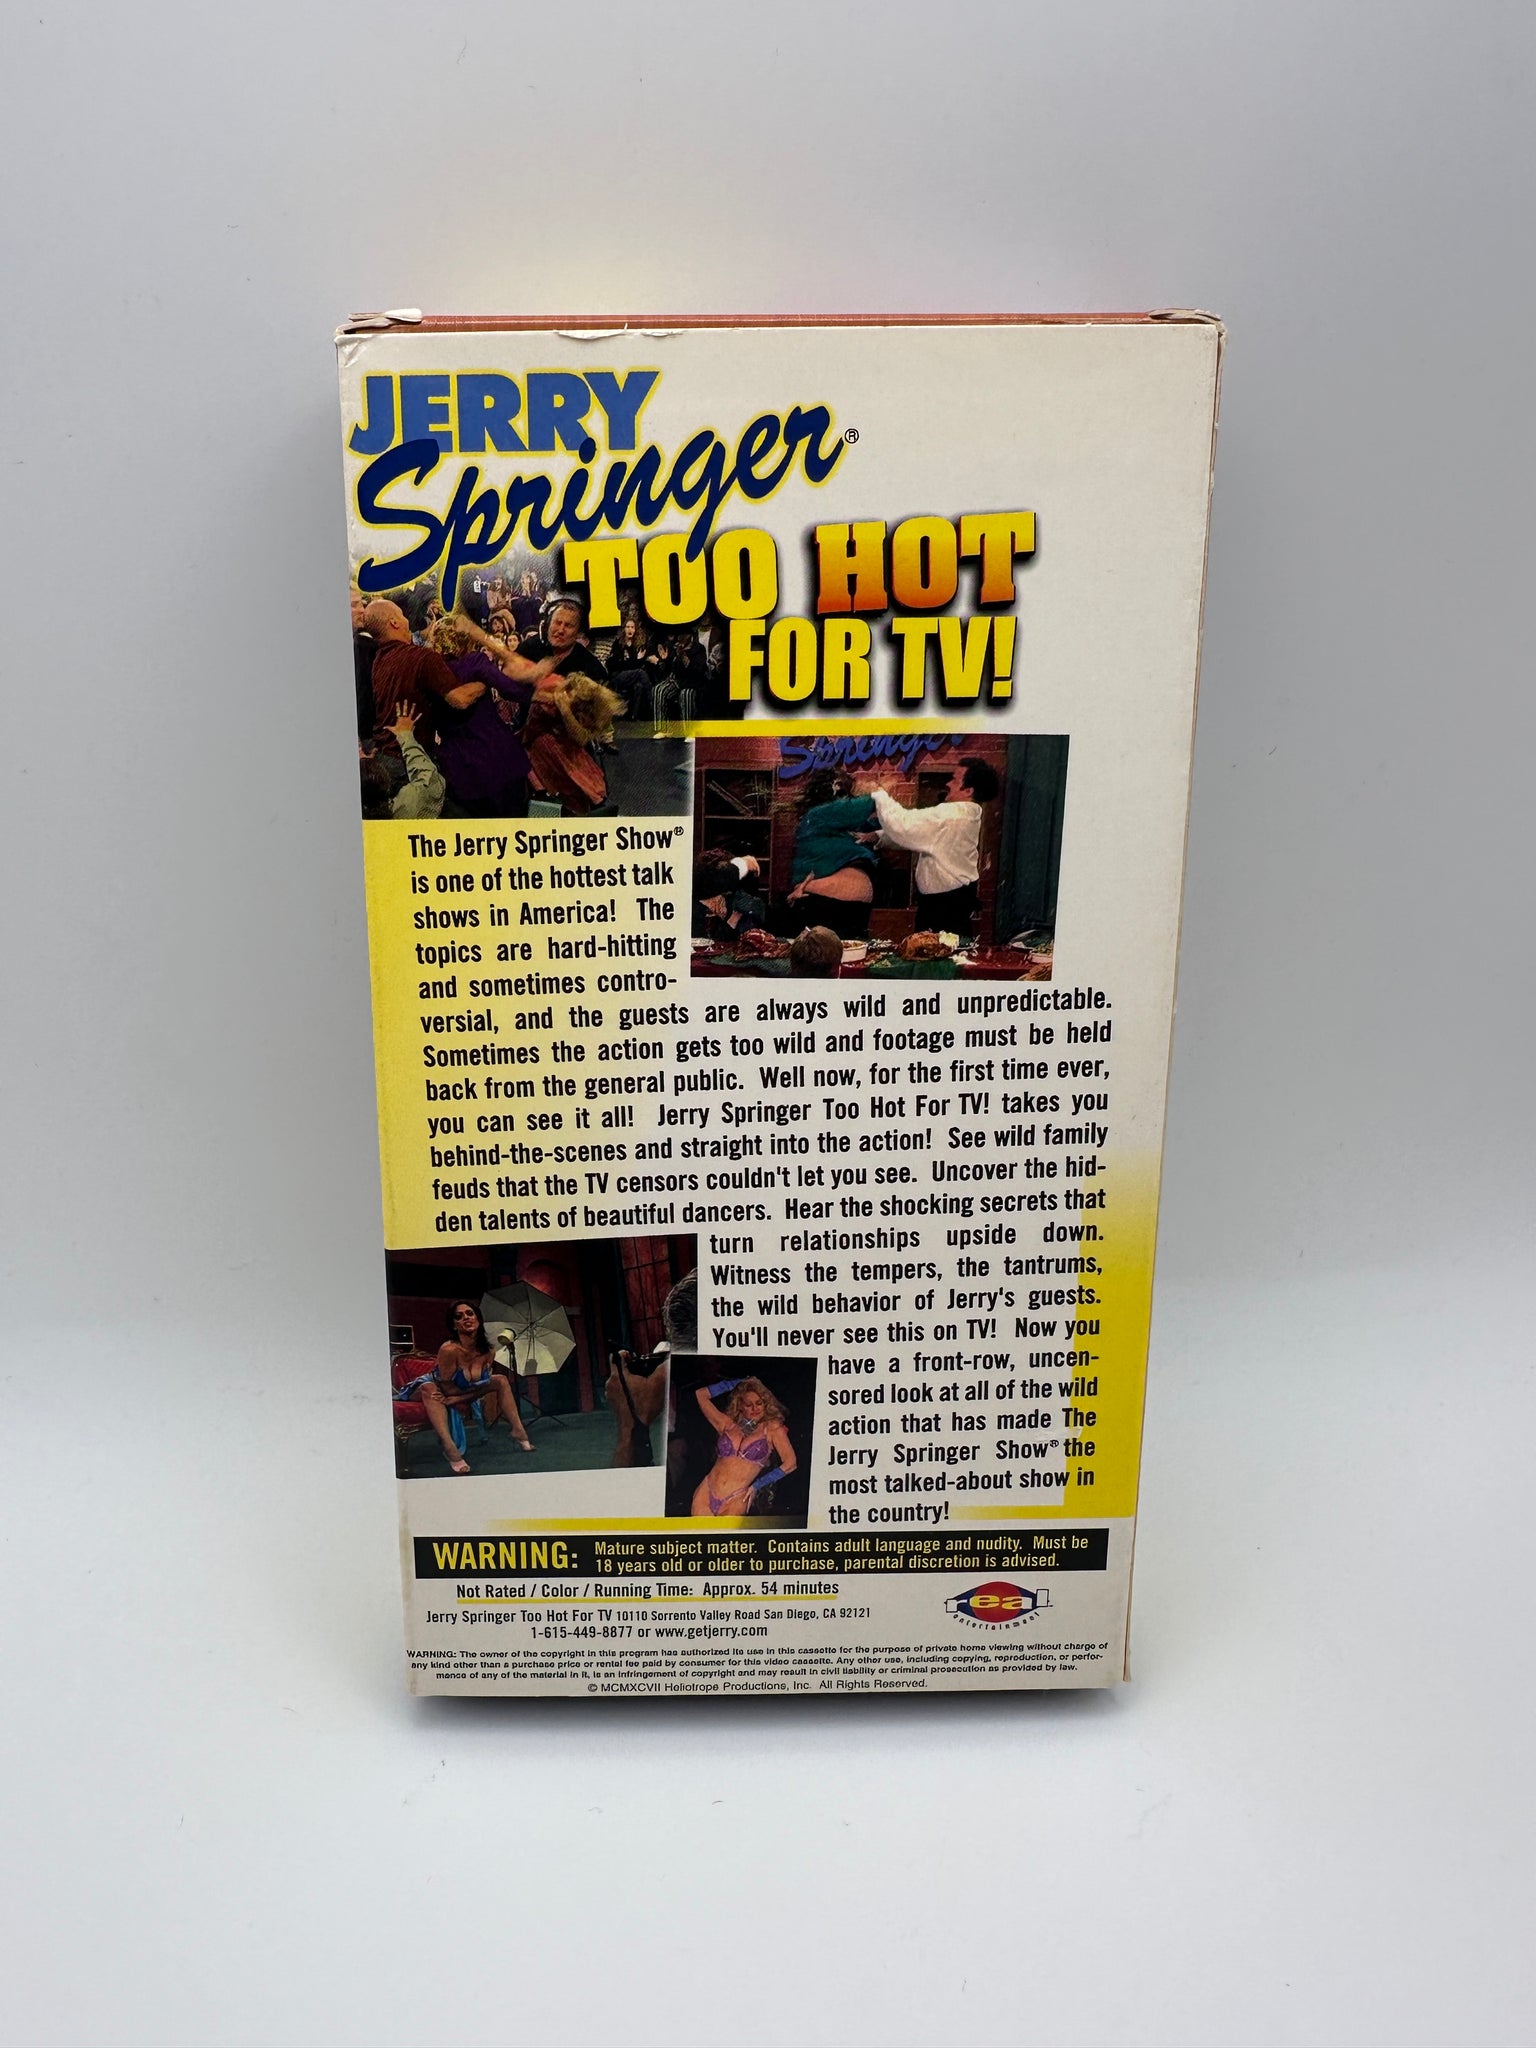 JERRY
Springer®
TOO HOT
FOR TV!
Springer
The Jerry Springer Show®
is one of the hottest talk
shows in America! The
topics are hard-hitting
and sometimes contro-
versial, and the guests are always wild and unpredictable.
Sometimes the action gets too wild and footage must be held
back from the general public. Well now, for the first time ever,
you can see it all! Jerry Springer Too Hot For TV! takes you
behind-the-scenes and straight into the action! See wild family
feuds that the TV censors couldn't let you see. Uncover the hid-
den talents of beautiful dancers. Hear the shocking secrets that
turn relationships upside down.
Witness the tempers, the tantrums,
the wild behavior of Jerry's guests.
You'll never see this on TV! Now you
have a front-row, uncen-
sored look at all of the wild
action that has made The
Jerry Springer Show® the
most talked-about show in
the country!
WARNING: Mature subject matter. Contains adult language and nudity. Must be
18 years old or older to purchase, parental discretion is advised.
Not Rated / Color / Running Time: Approx. 54 minutes
Jerry Springer Too Hot For TV 10110 Sorrento Valley Road San Diego, CA 92121
1-615-449-8877 or www.getjerry.com
real
entertainment
WARNING: The owner of the copyright in this program has authorized its use in this cassette for the purpose of private home viewing without charge of
any kind other than a purchase price or rental fee paid by consumer for this video cassette. Any other use, including copying, reproduction, or perfor-
mance of any of the material in it, is an infringement of copyright and may result in civil liability or criminal prosecution as provided by law.
© MCMXCVII Heliotrope Productions, Inc. All Rights Reserved.